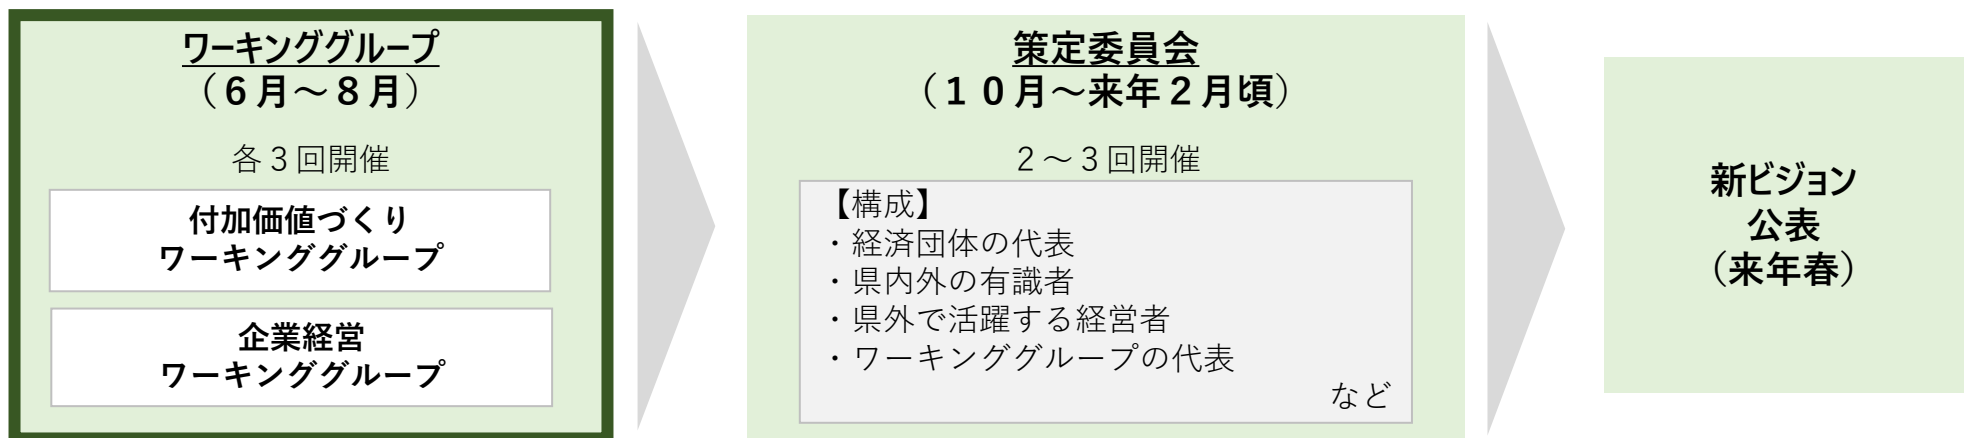 ワーキンググループ
（６月～８月）
各３回開催
付加価値づくり
ワーキンググループ
企業経営
ワーキンググループ
策定委員会
（１０月～来年２月頃）
２～３回開催
【構成】
・経済団体の代表
・県内外の有識者
・県外で活躍する経営者
・ワーキンググループの代表
など
新ビジョン
公表
（来年春）